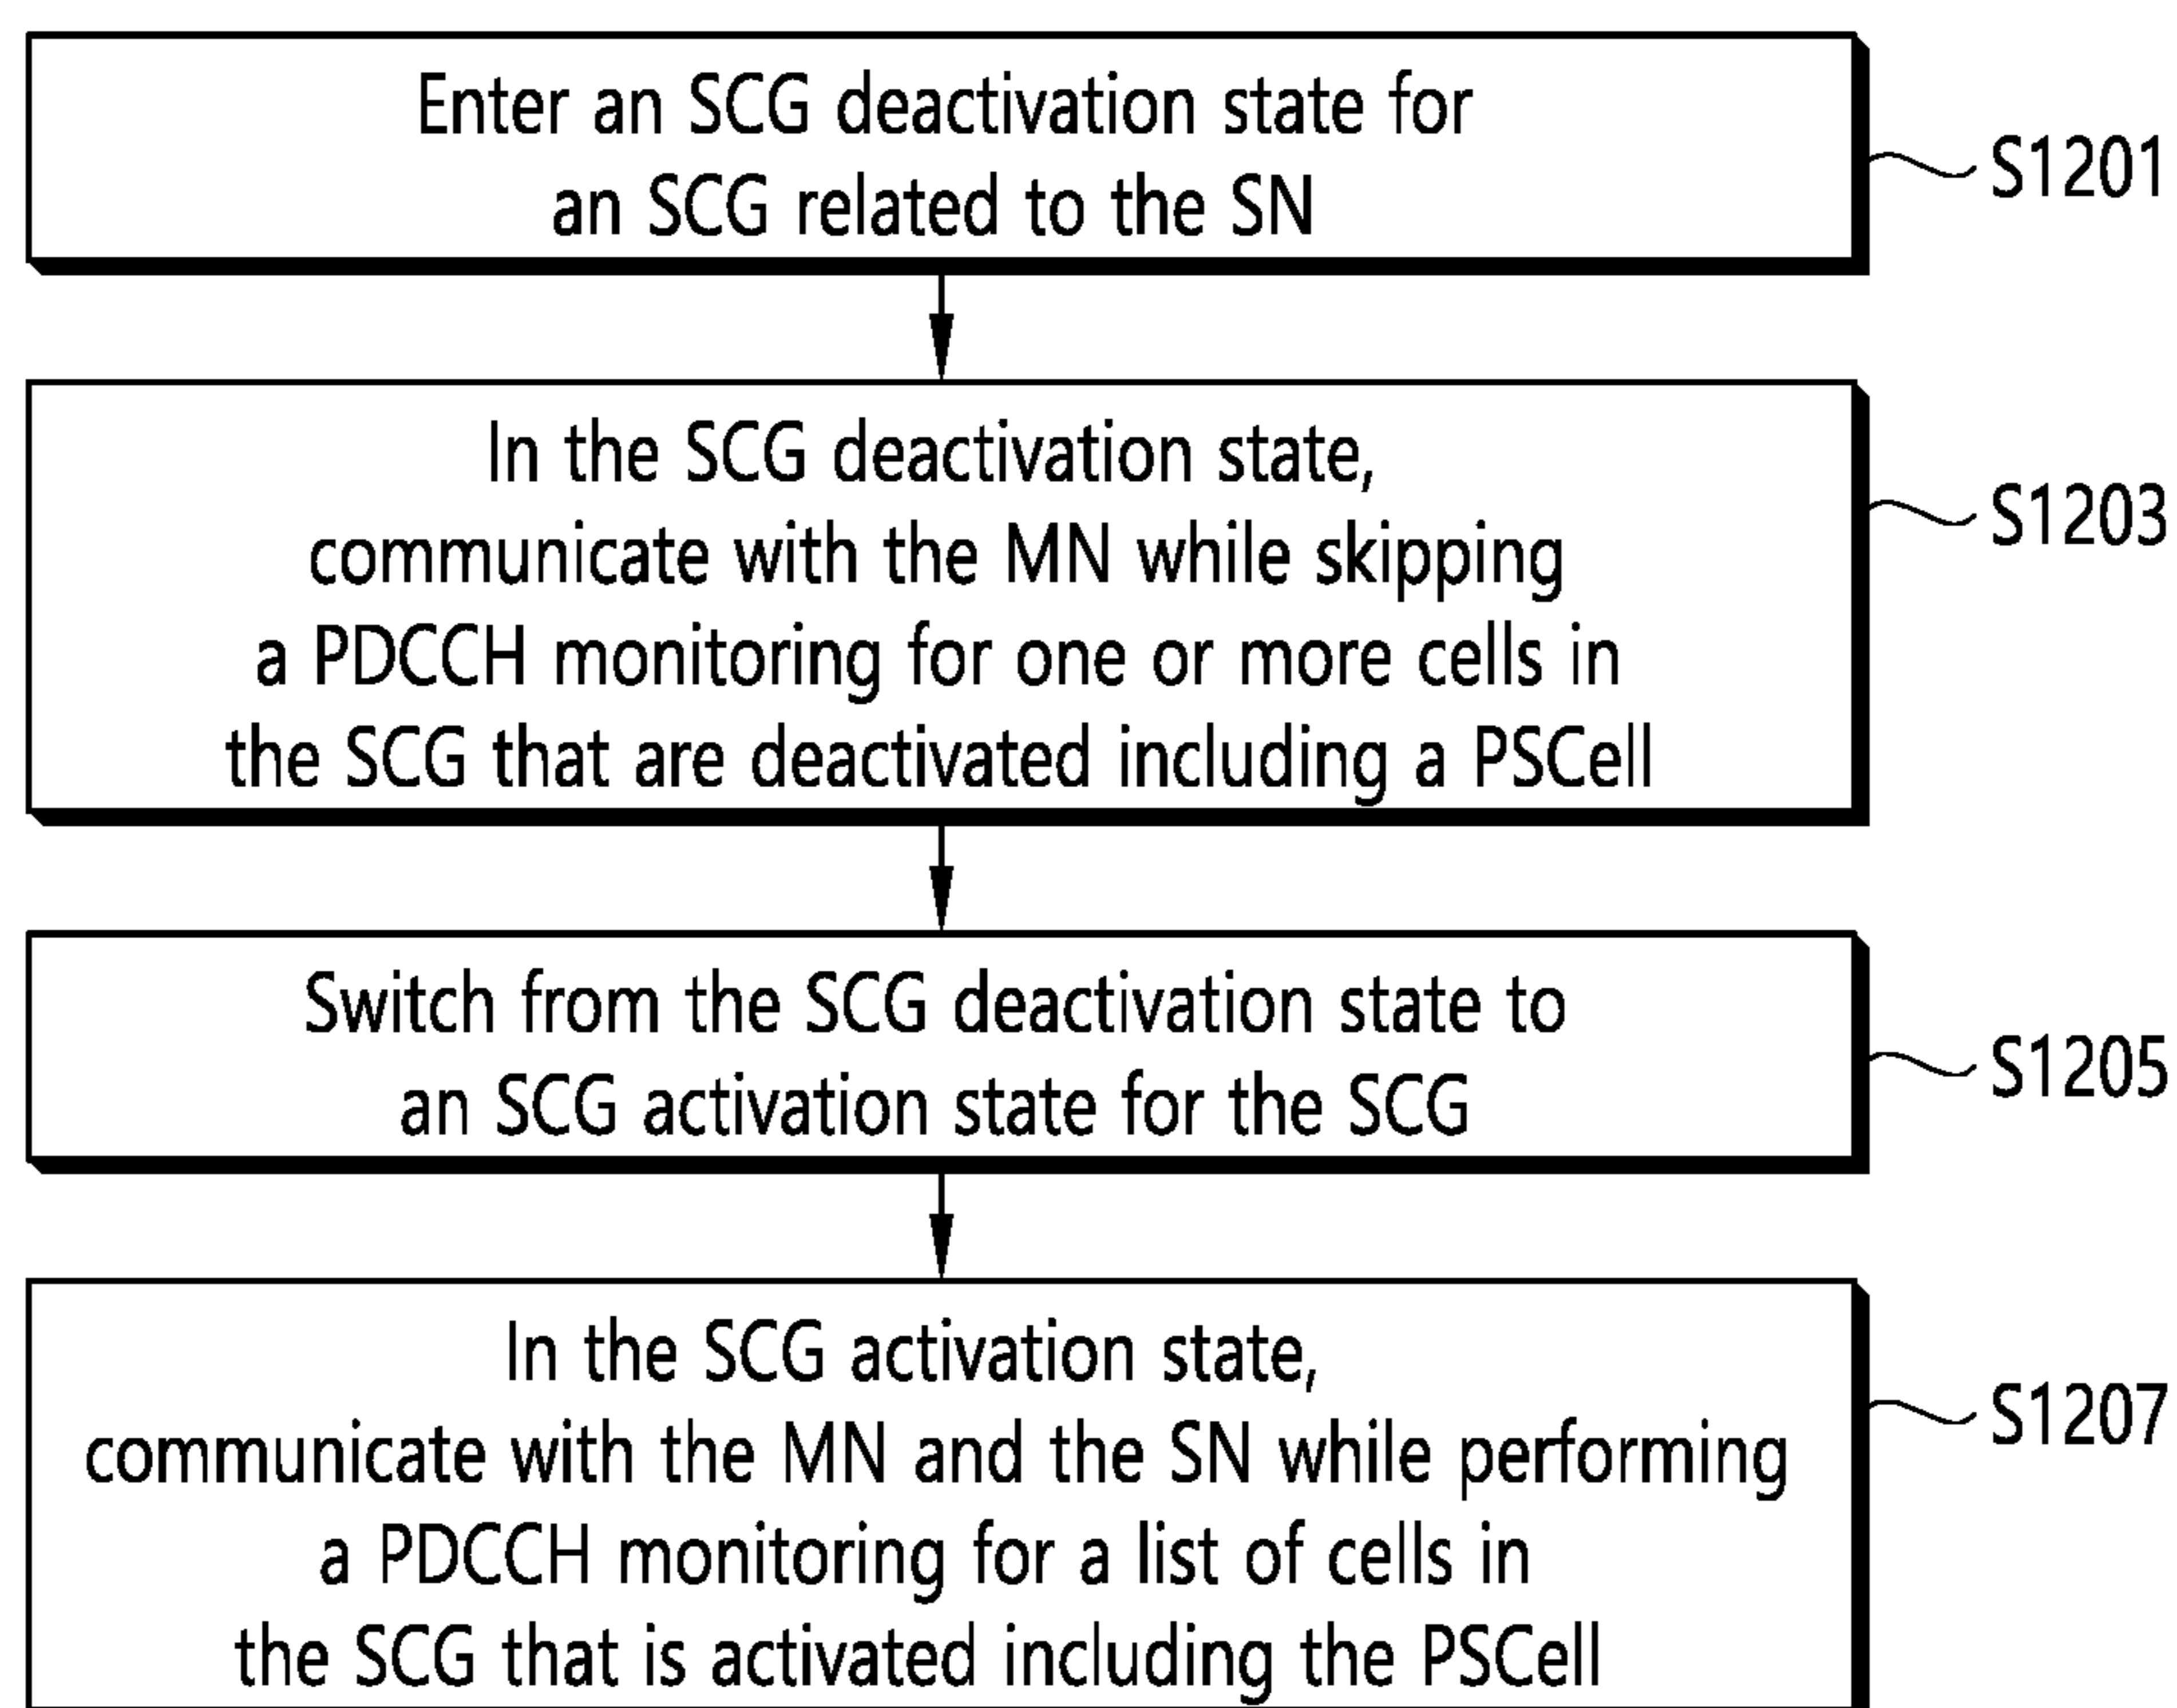 Enter an SCG deactivation state for
an SCG related to the SN
S1201
In the SCG deactivation state,
communicate with the MN while skipping
a PDCCH monitoring for one or more cells in
the SCG that are deactivated including a PSCell
S1203
Switch from the SCG deactivation state to
an SCG activation state for the SCG
S1205
In the SCG activation state,
communicate with the MN and the SN while performing
a PDCCH monitoring for a list of cells in
the SCG that is activated including the PSCell
S1207